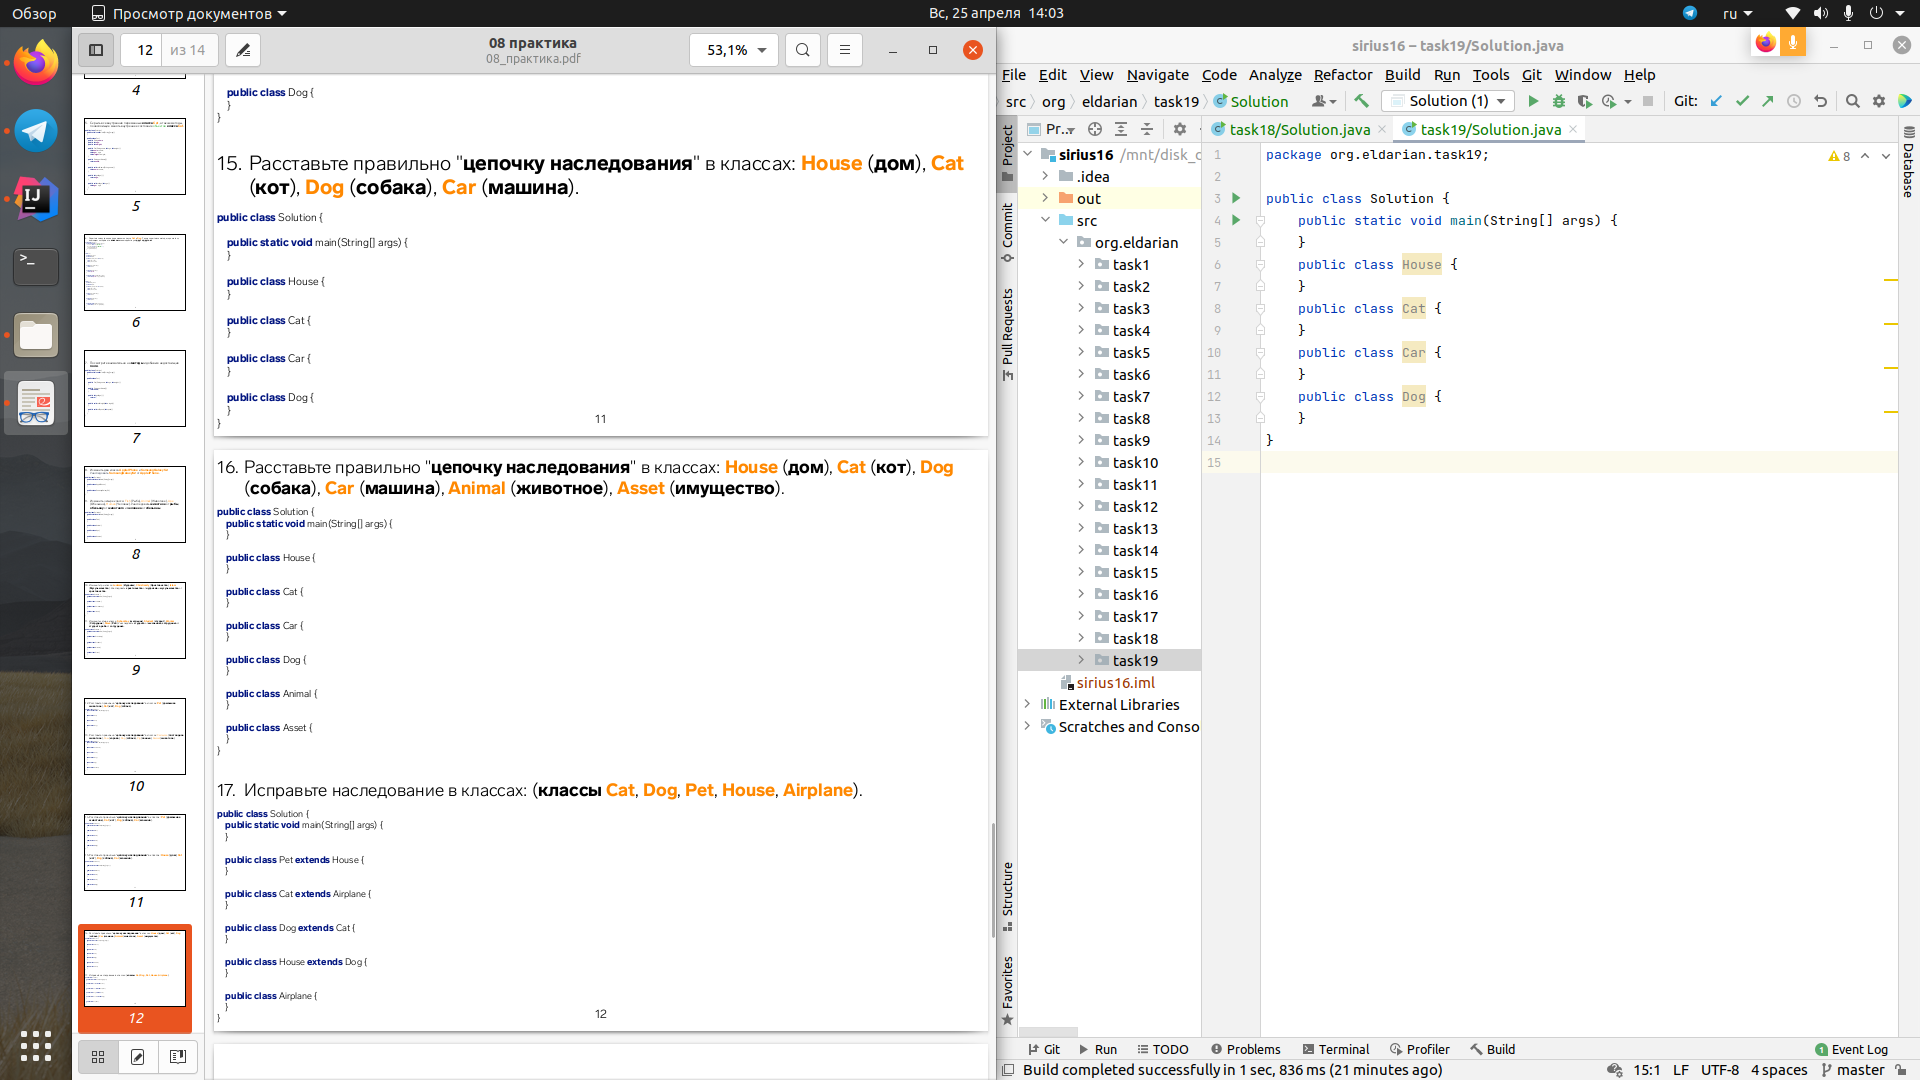 Обзор
Просмотр документов
Вс, 25 апреля 14:03
ru
12 из 14
08 практика
08_практика.pdf
53,1%
4
5
6
7
8
9
10
11
12
public class Dog {
}
}
15. Расставьте правильно "цепочку наследования" в классах: House (дом), Cat
(кот), Dog (собака), Car (машина).
public class Solution {
public static void main(String[] args) {
}
public class House {
}
public class Cat {
}
public class Car {
}
public class Dog {
}
}
11
16. Расставьте правильно "цепочку наследования" в классах: House (дом), Cat (кот), Dog
(собака), Car (машина), Animal (животное), Asset (имущество).
public class Solution {
public static void main(String[] args) {
}
public class House {
}
public class Cat {
}
public class Car {
}
public class Dog {
}
public class Animal {
}
public class Asset {
}
}
17. Исправьте наследование в классах: (классы Cat, Dog, Pet, House, Airplane).
public class Solution {
public static void main(String[] args) {
}
public class Pet extends House {
}
public class Cat extends Airplane {
}
public class Dog extends Cat {
}
public class House extends Dog {
}
public class Airplane {
}
}
12
sirius16 – task19/Solution.java
File Edit View Navigate Code Analyze Refactor Build Run Tools Git Window Help
src org eldarian task19 Solution
Solution (1)
Git:
Project
Commit
Pull Requests
Structure
Favorites
Database
Pr...
sirius16 /mnt/disk_c
.idea
out
src
org.eldarian
task1
task2
task3
task4
task5
task6
task7
task8
task9
task10
task11
task12
task13
task14
task15
task16
task17
task18
task19
sirius16.iml
External Libraries
Scratches and Conso
task18/Solution.java
task19/Solution.java
8
1 package org.eldarian.task19;
2
3 public class Solution {
4 public static void main(String[] args) {
5 }
6 public class House {
7 }
8 public class Cat {
9 }
10 public class Car {
11 }
12 public class Dog {
13 }
14 }
15
Git Run TODO Problems Terminal Profiler Build
1 Event Log
Build completed successfully in 1 sec, 836 ms (21 minutes ago)
15:1 LF UTF-8 4 spaces master